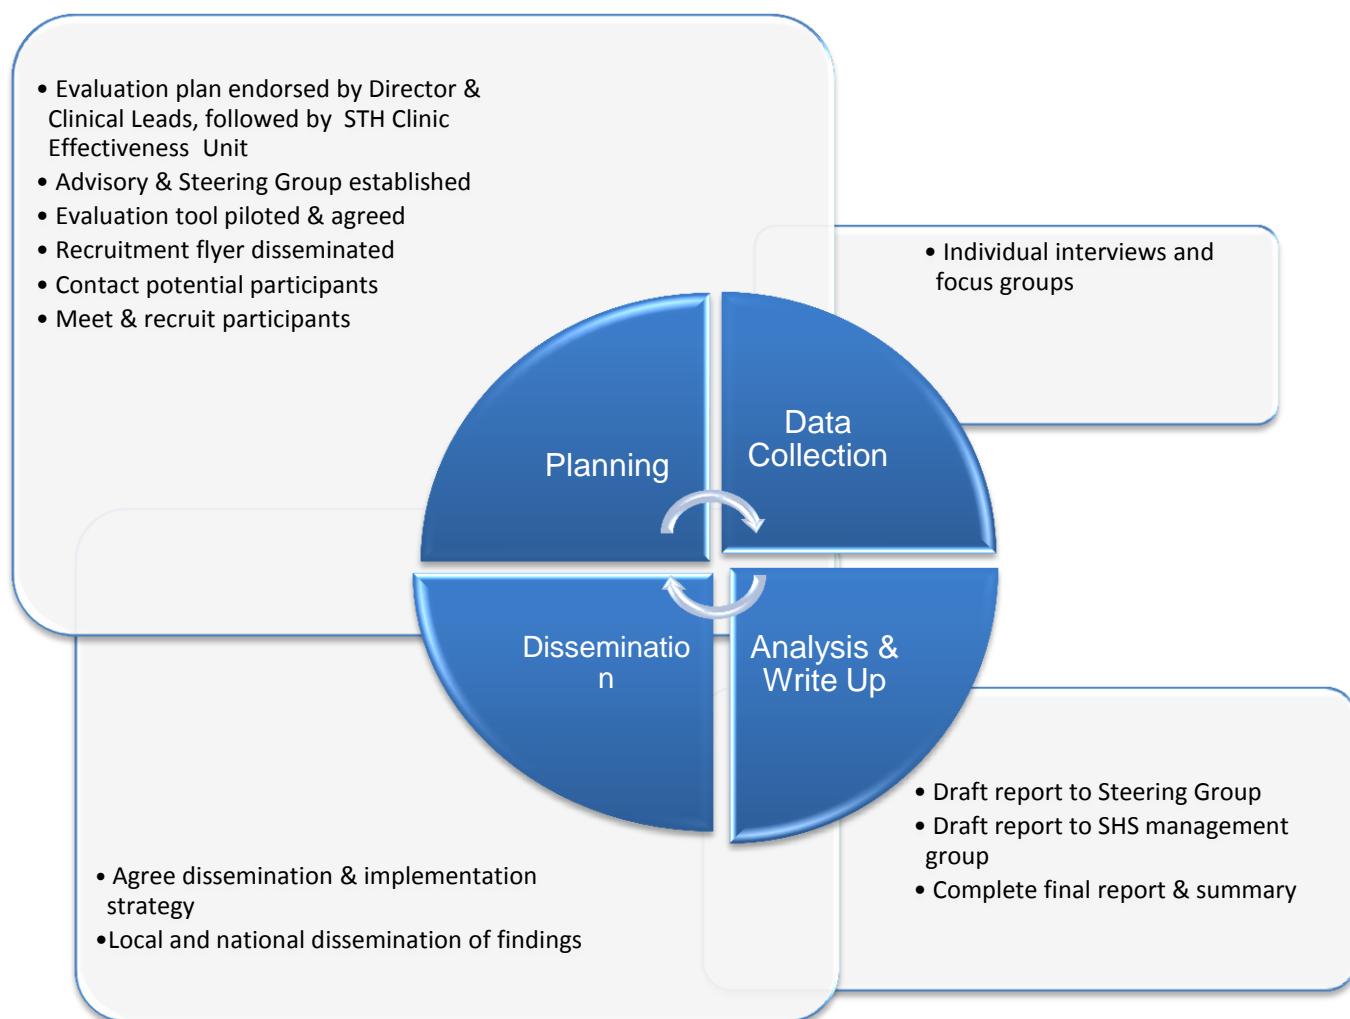 • Evaluation plan endorsed by Director &
Clinical Leads, followed by STH Clinic
Effectiveness Unit
• Advisory & Steering Group established
• Evaluation tool piloted & agreed
• Recruitment flyer disseminated
• Contact potential participants
• Meet & recruit participants
• Individual interviews and
focus groups
Planning
Data
Collection
Disseminatio
n
Analysis &
Write Up
• Agree dissemination & implementation
strategy
•Local and national dissemination of findings
• Draft report to Steering Group
• Draft report to SHS management
group
• Complete final report & summary